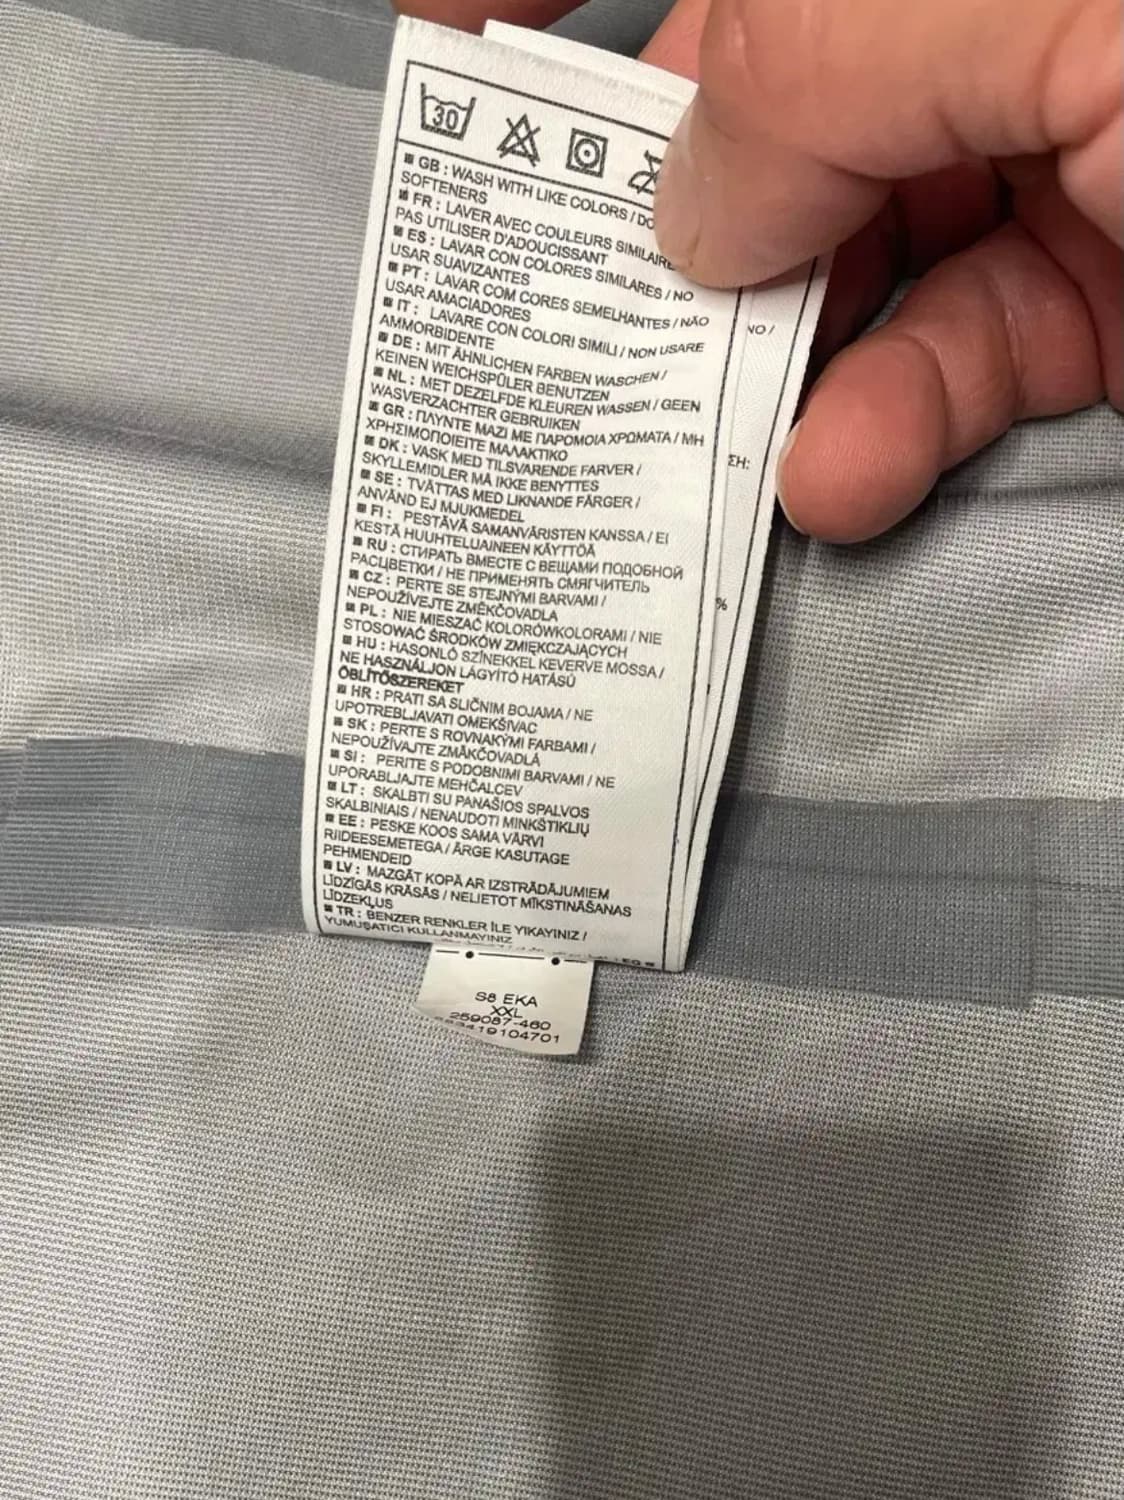 30
GB : WASH WITH LIKE COLORS / DO
SOFTENERS
FR : LAVER AVEC COULEURS SIMILAIRE
PAS UTILISER D'ADOUCISSANT
ES : LAVAR CON COLORES SIMILARES / NO
USAR SUAVIZANTES
PT : LAVAR COM CORES SEMELHANTES / NÃO
USAR AMACIADORES
IT : LAVARE CON COLORI SIMILI / NON USARE
AMMORBIDENTE
DE : MIT ÄHNLICHEN FARBEN WASCHEN /
KEINEN WEICHSPÜLER BENUTZEN
NL : MET DEZELFDE KLEUREN WASSEN / GEEN
WASVERZACHTER GEBRUIKEN
GR : ΠΛΥΝΤΕ ΜΑΖΙ ΜΕ ΠΑΡΟΜΟΙΑ ΧΡΩΜΑΤΑ / ΜΗ
ΧΡΗΣΙΜΟΠΟΙΕΙΤΕ ΜΑΛΑΚΤΙΚΟ
DK : VASK MED TILSVARENDE FARVER /
SKYLLEMIDLER MÅ IKKE BENYTTES
SE : TVÄTTAS MED LIKNANDE FÄRGER /
ANVÄND EJ MJUKMEDEL
FI : PESTÄVÄ SAMANVÄRISTEN KANSSA / EI
KESTÄ HUUHTELUAINEEN KÄYTTÖÄ
RU : СТИРАТЬ ВМЕСТЕ С ВЕЩАМИ ПОДОБНОЙ
РАСЦВЕТКИ / НЕ ПРИМЕНЯТЬ СМЯГЧИТЕЛЬ
CZ : PERTE SE STEJNÝMI BARVAMI /
NEPOUŽÍVEJTE ZMĚKČOVADLA
PL : NIE MIESZAĆ KOLORÓWKOLORAMI / NIE
STOSOWAĆ ŚRODKÓW ZMIĘKCZAJĄCYCH
HU : HASONLÓ SZÍNEKKEL KEVERVE MOSSA /
NE HASZNÁLJON LÁGYÍTÓ HATÁSÚ
ÖBLÍTŐSZEREKET
HR : PRATI SA SLIČNIM BOJAMA / NE
UPOTREBLJAVATI OMEKŠIVAC
SK : PERTE S ROVNAKÝMI FARBAMI /
NEPOUŽÍVAJTE ZMÄKČOVADLÁ
SI : PERITE S PODOBNIMI BARVAMI / NE
UPORABLJAJTE MEHČALCEV
LT : SKALBTI SU PANAŠIOS SPALVOS
SKALBINIAIS / NENAUDOTI MINKŠTIKLIŲ
EE : PESKE KOOS SAMA VÄRVI
RIIDEESEMETEGA / ÄRGE KASUTAGE
PEHMENDEID
LV : MAZGĀT KOPĀ AR IZSTRĀDĀJUMIEM
LĪDZĪGĀS KRĀSĀS / NELIETOT MĪKSTINĀŠANAS
LĪDZEKĻUS
TR : BENZER RENKLER İLE YIKAYINIZ /
YUMUŞATICI KULLANMAYINIZ
NO /
ΣΗ:
%
S8 EKA
XXL
259087-460
19104701